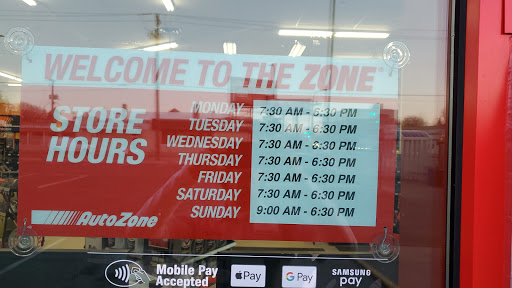 WELCOME TO THE ZONE
STORE HOURS
MONDAY 7:30 AM - 6:30 PM
TUESDAY 7:30 AM - 6:30 PM
WEDNESDAY 7:30 AM - 6:30 PM
THURSDAY 7:30 AM - 6:30 PM
FRIDAY 7:30 AM - 6:30 PM
SATURDAY 7:30 AM - 6:30 PM
SUNDAY 9:00 AM - 6:30 PM
AutoZone
Mobile Pay Accepted
Pay
G Pay
SAMSUNG pay